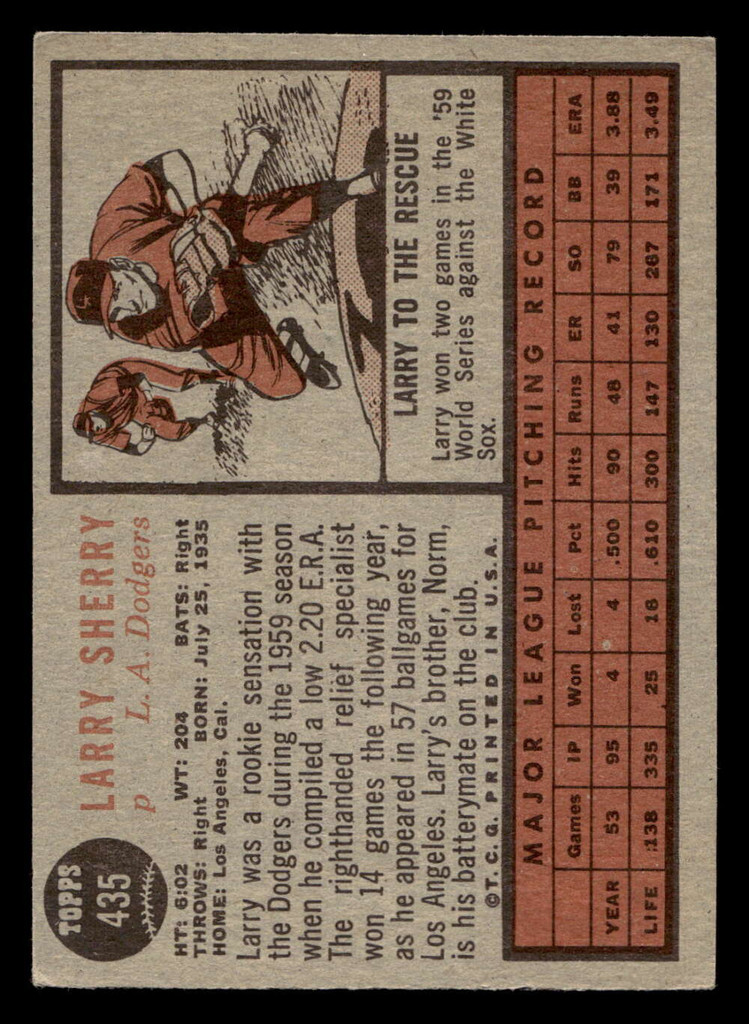 TOPPS
435
LARRY SHERRY
p L. A. Dodgers
HT: 6:02 WT: 204 BATS: Right
THROWS: Right BORN: July 25, 1935
HOME: Los Angeles, Cal.
Larry was a rookie sensation with
the Dodgers during the 1959 season
when he compiled a low 2.20 E.R.A.
The righthanded relief specialist
won 14 games the following year,
as he appeared in 57 ballgames for
Los Angeles. Larry's brother, Norm,
is his batterymate on the club.
©T.C.G. PRINTED IN U.S.A.
LARRY TO THE RESCUE
Larry won two games in the '59
World Series against the White
Sox.
MAJOR LEAGUE PITCHING RECORD
Games IP Won Lost Pct Hits Runs ER SO BB ERA
YEAR 53 95 4 4 .500 90 48 41 79 39 3.88
LIFE 138 335 25 16 .610 300 147 130 267 171 3.49